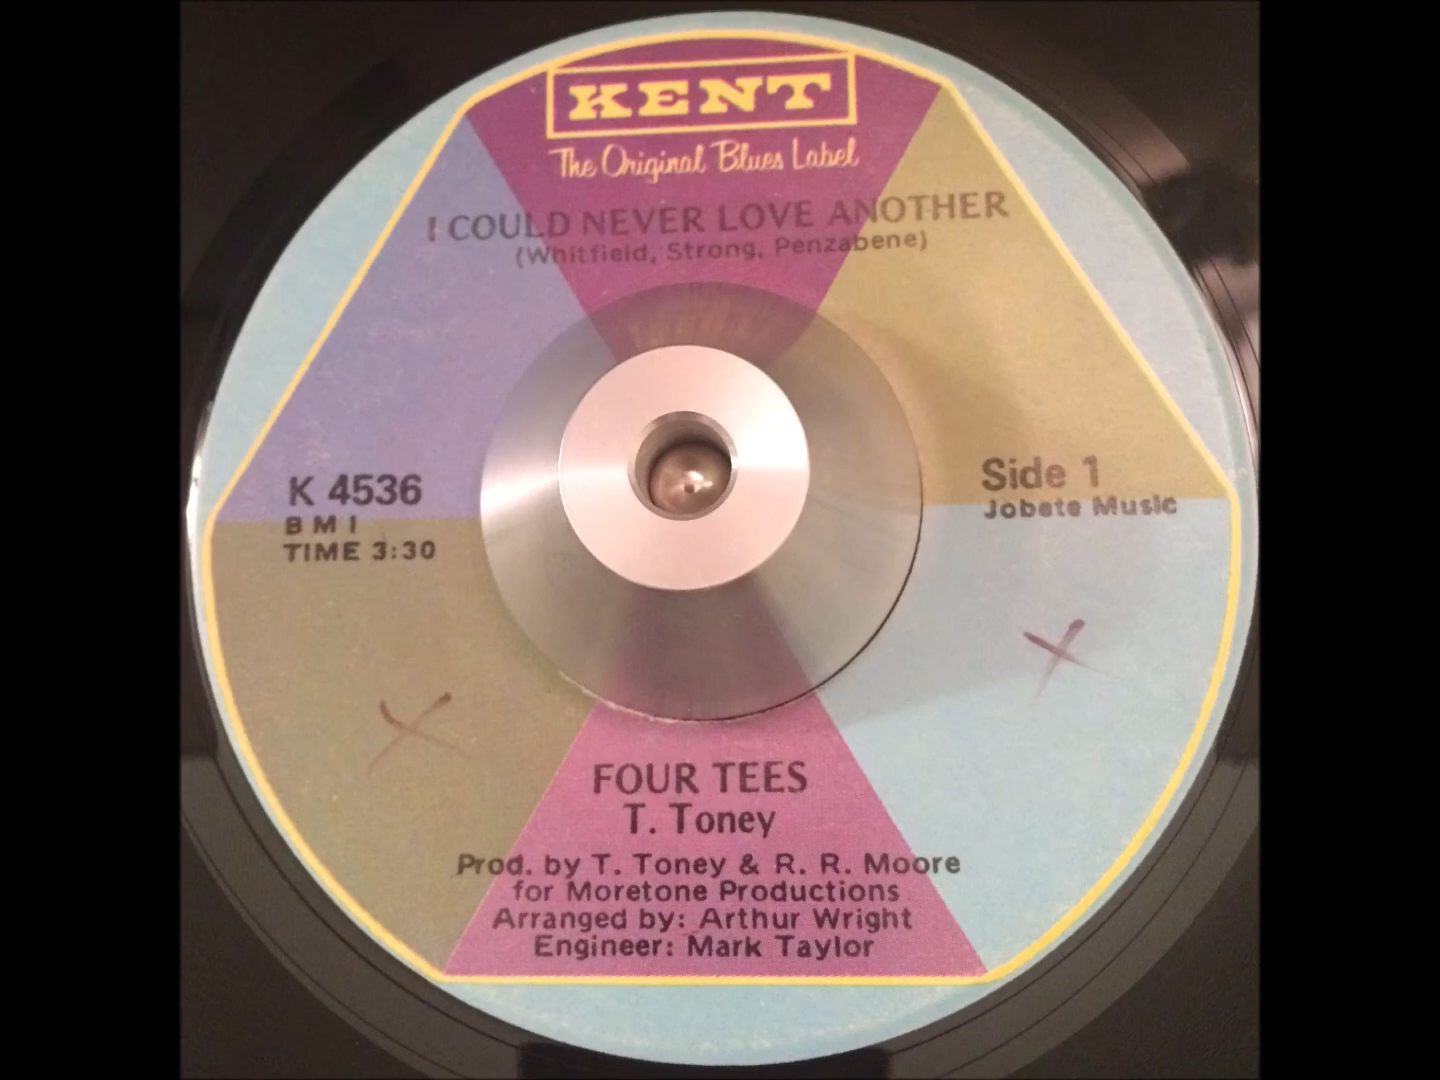 KENT
The Original Blues Label
I COULD NEVER LOVE ANOTHER
(Whitfield, Strong, Penzabene)
K 4536
BMI
TIME 3:30
Side 1
Jobete Music
FOUR TEES
T. Toney
Prod. by T. Toney & R. R. Moore
for Moretone Productions
Arranged by: Arthur Wright
Engineer: Mark Taylor